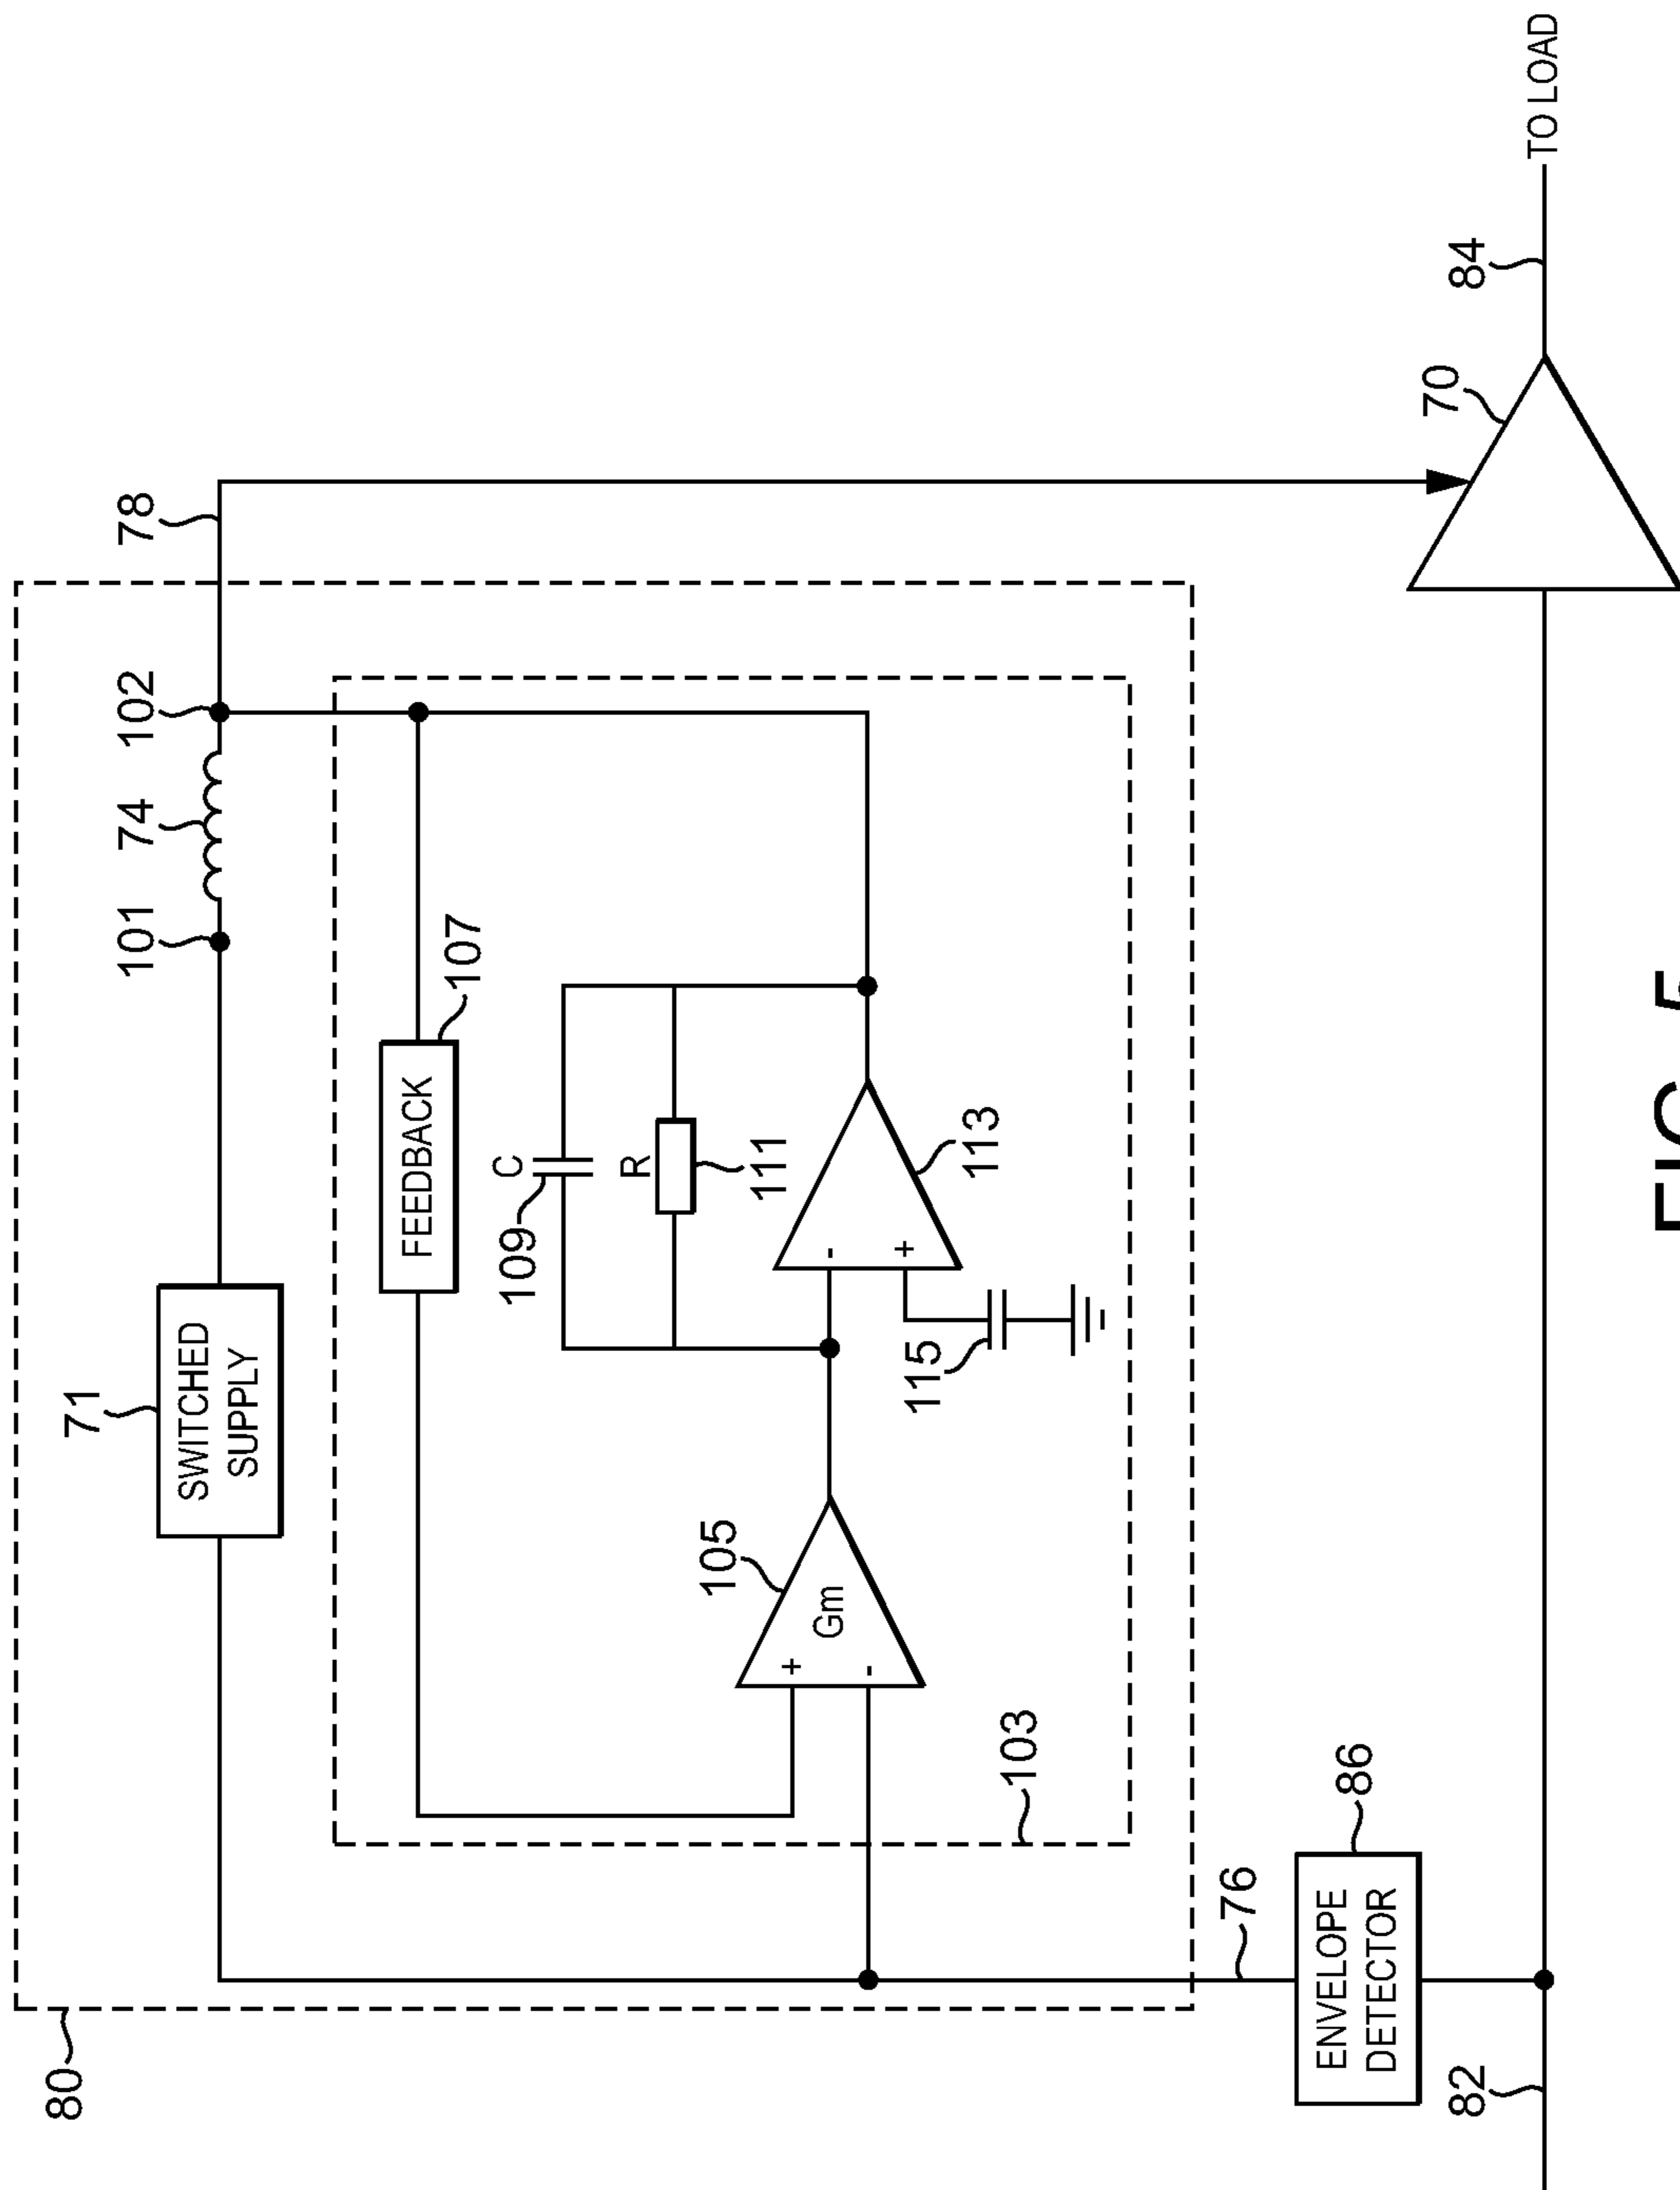 80
71
SWITCHED
SUPPLY
101
74
102
78
FEEDBACK
107
C
109
R
111
105
Gm
+
-
-
+
113
115
103
76
86
ENVELOPE
DETECTOR
82
70
84
TO LOAD